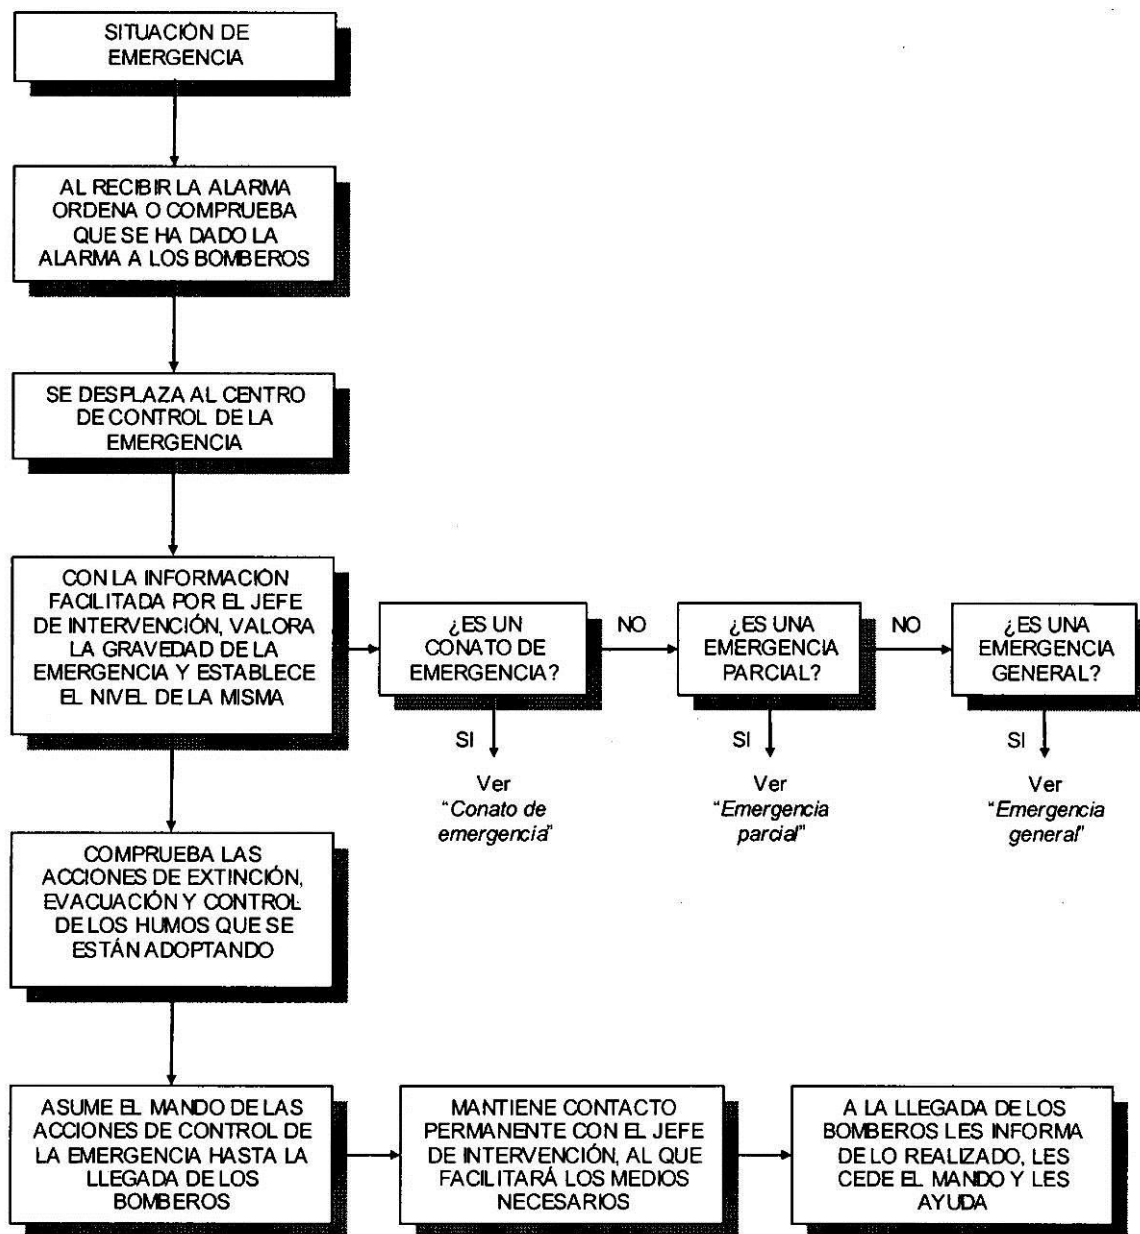 SITUACIÓN DE
EMERGENCIA
AL RECIBIR LA ALARMA
ORDENA O COMPRUEBA
QUE SE HA DADO LA
ALARMA A LOS BOMBEROS
SE DESPLAZA AL CENTRO
DE CONTROL DE LA
EMERGENCIA
CON LA INFORMACIÓN
FACILITADA POR EL JEFE
DE INTERVENCIÓN, VALORA
LA GRAVEDAD DE LA
EMERGENCIA Y ESTABLECE
EL NIVEL DE LA MISMA
¿ES UN
CONATO DE
EMERGENCIA?
NO
¿ES UNA
EMERGENCIA
PARCIAL?
NO
¿ES UNA
EMERGENCIA
GENERAL?
SI
Ver
"Conato de
emergencia"
SI
Ver
"Emergencia
parcial"
SI
Ver
"Emergencia
general"
COMPRUEBA LAS
ACCIONES DE EXTINCIÓN,
EVACUACIÓN Y CONTROL
DE LOS HUMOS QUE SE
ESTÁN ADOPTANDO
ASUME EL MANDO DE LAS
ACCIONES DE CONTROL DE
LA EMERGENCIA HASTA LA
LLEGADA DE LOS
BOMBEROS
MANTIENE CONTACTO
PERMANENTE CON EL JEFE
DE INTERVENCIÓN, AL QUE
FACILITARÁ LOS MEDIOS
NECESARIOS
A LA LLEGADA DE LOS
BOMBEROS LES INFORMA
DE LO REALIZADO, LES
CEDE EL MANDO Y LES
AYUDA